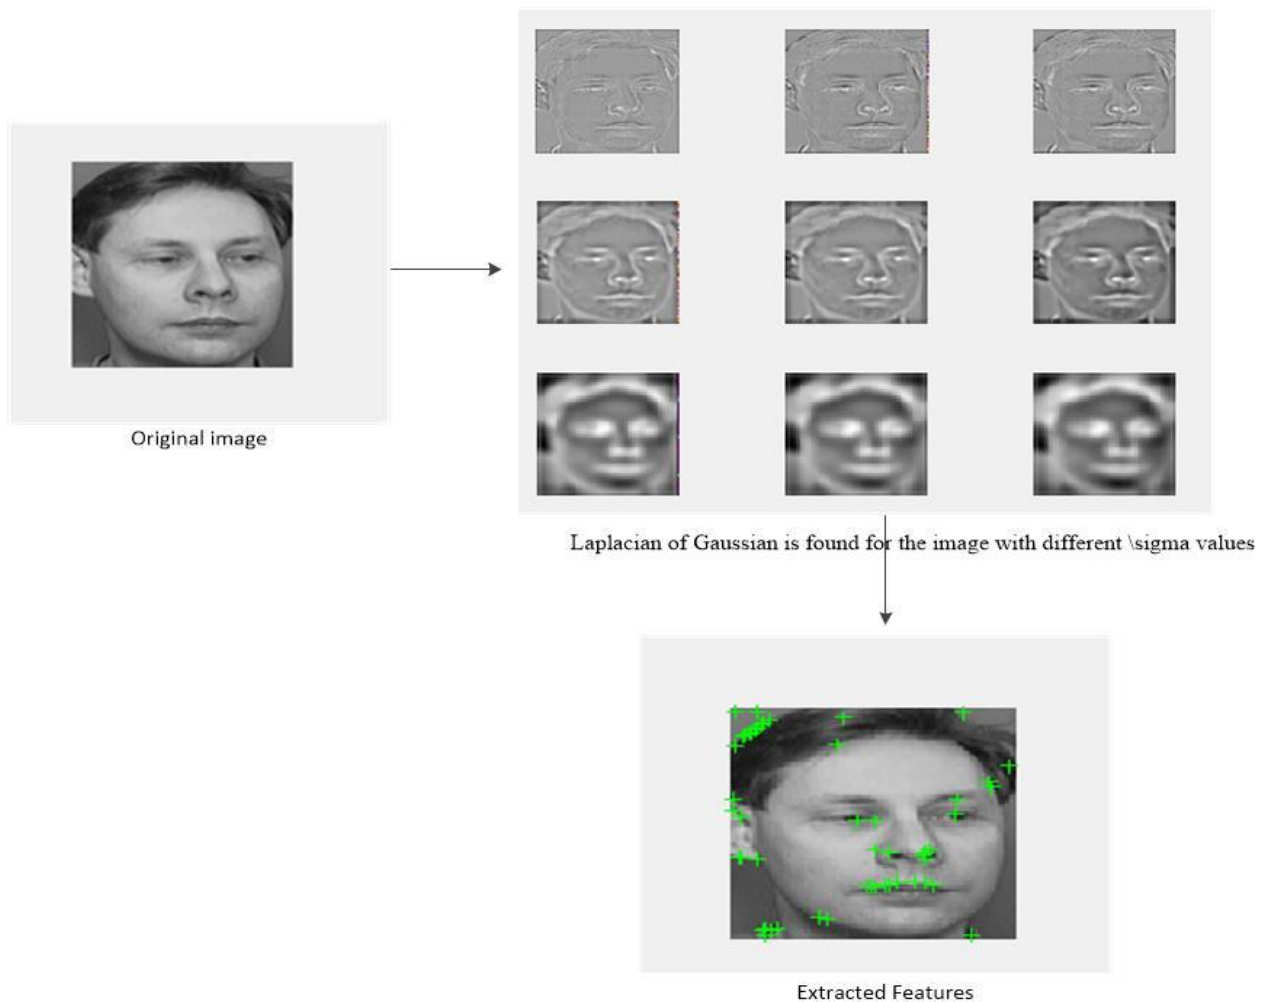 Original image
Laplacian of Gaussian is found for the image with different \sigma values
Extracted Features